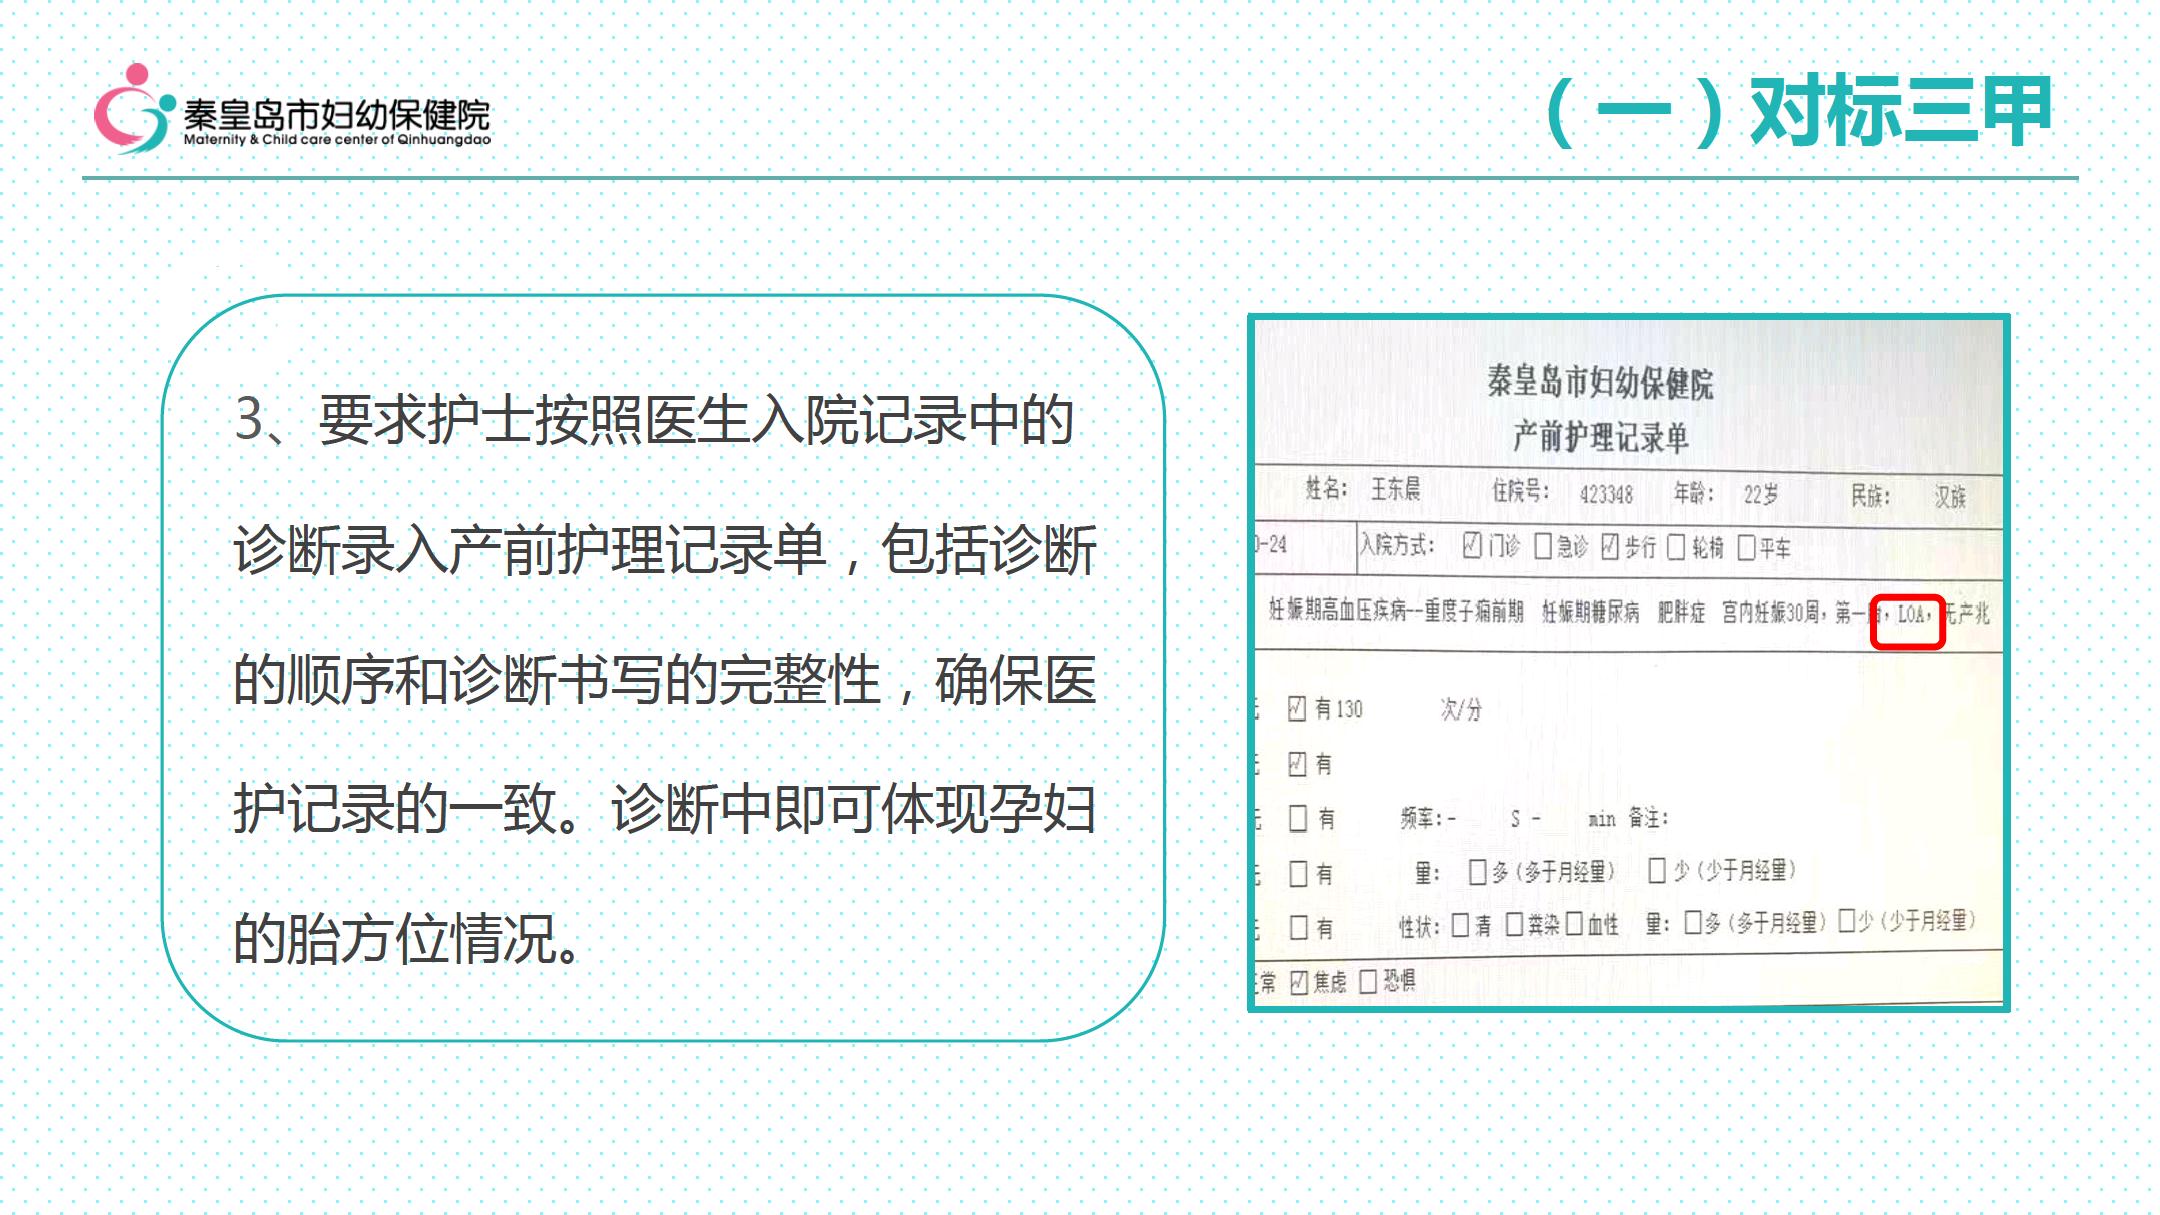 秦皇岛市妇幼保健院
Maternity & Child care center of Qinhuangdao
（一）对标三甲
3、要求护士按照医生入院记录中的
诊断录入产前护理记录单，包括诊断
的顺序和诊断书写的完整性，确保医
护记录的一致。诊断中即可体现孕妇
的胎方位情况。
秦皇岛市妇幼保健院
产前护理记录单
姓名： 王东晨 住院号： 423348 年龄： 22岁 民族： 汉族
-24 入院方式： ☑门诊 □急诊 ☑步行 □轮椅 □平车
妊娠期高血压疾病--重度子痫前期 妊娠期糖尿病 肥胖症 宫内妊娠30周，第一胎，LOA，无产兆
☑有130 次/分
☑有
□有 频率：- S - min 备注：
□有 量： □多（多于月经量） □少（少于月经量）
□有 性状：□清 □粪染□血性 量：□多（多于月经量）□少（少于月经量）
常 ☑焦虑 □恐惧